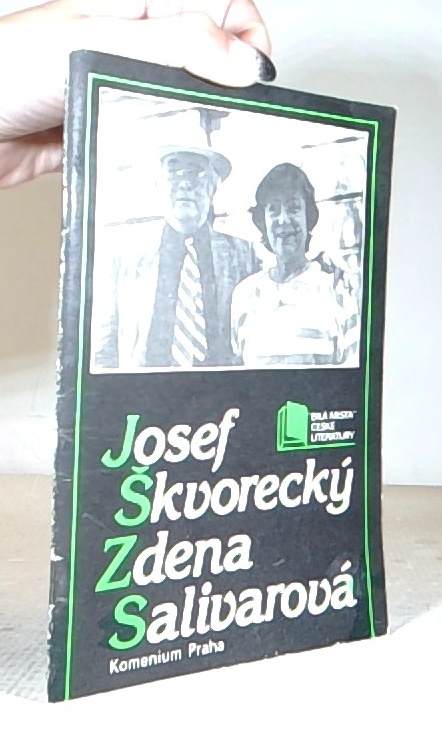 BÍLÁ MÍSTA
ČESKÉ
LITERATURY
Josef
Škvorecký
Zdena
Salivarová
Komenium Praha